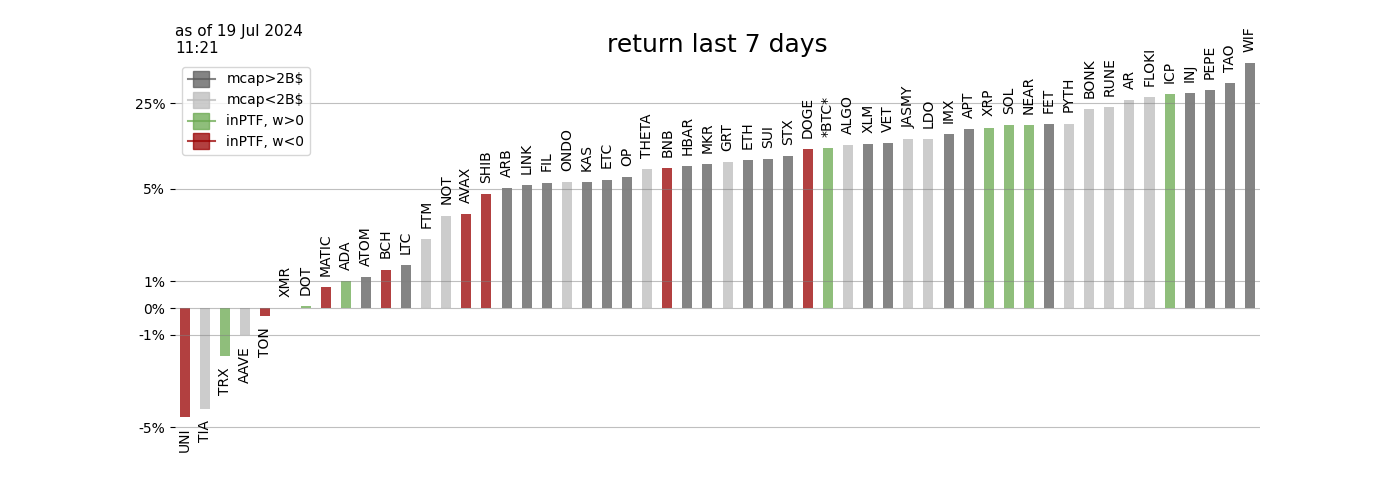 as of 19 Jul 2024
11:21
return last 7 days
mcap>2B$
mcap<2B$
inPTF, w>0
inPTF, w<0
25%
5%
1%
0%
-1%
-5%
UNI
TIA
TRX
AAVE
TON
XMR
DOT
MATIC
ADA
ATOM
BCH
LTC
FTM
NOT
AVAX
SHIB
ARB
LINK
FIL
ONDO
KAS
ETC
OP
THETA
BNB
HBAR
MKR
GRT
ETH
SUI
STX
DOGE
*BTC*
ALGO
XLM
VET
JASMY
LDO
IMX
APT
XRP
SOL
NEAR
FET
PYTH
BONK
RUNE
AR
FLOKI
ICP
INJ
PEPE
TAO
WIF